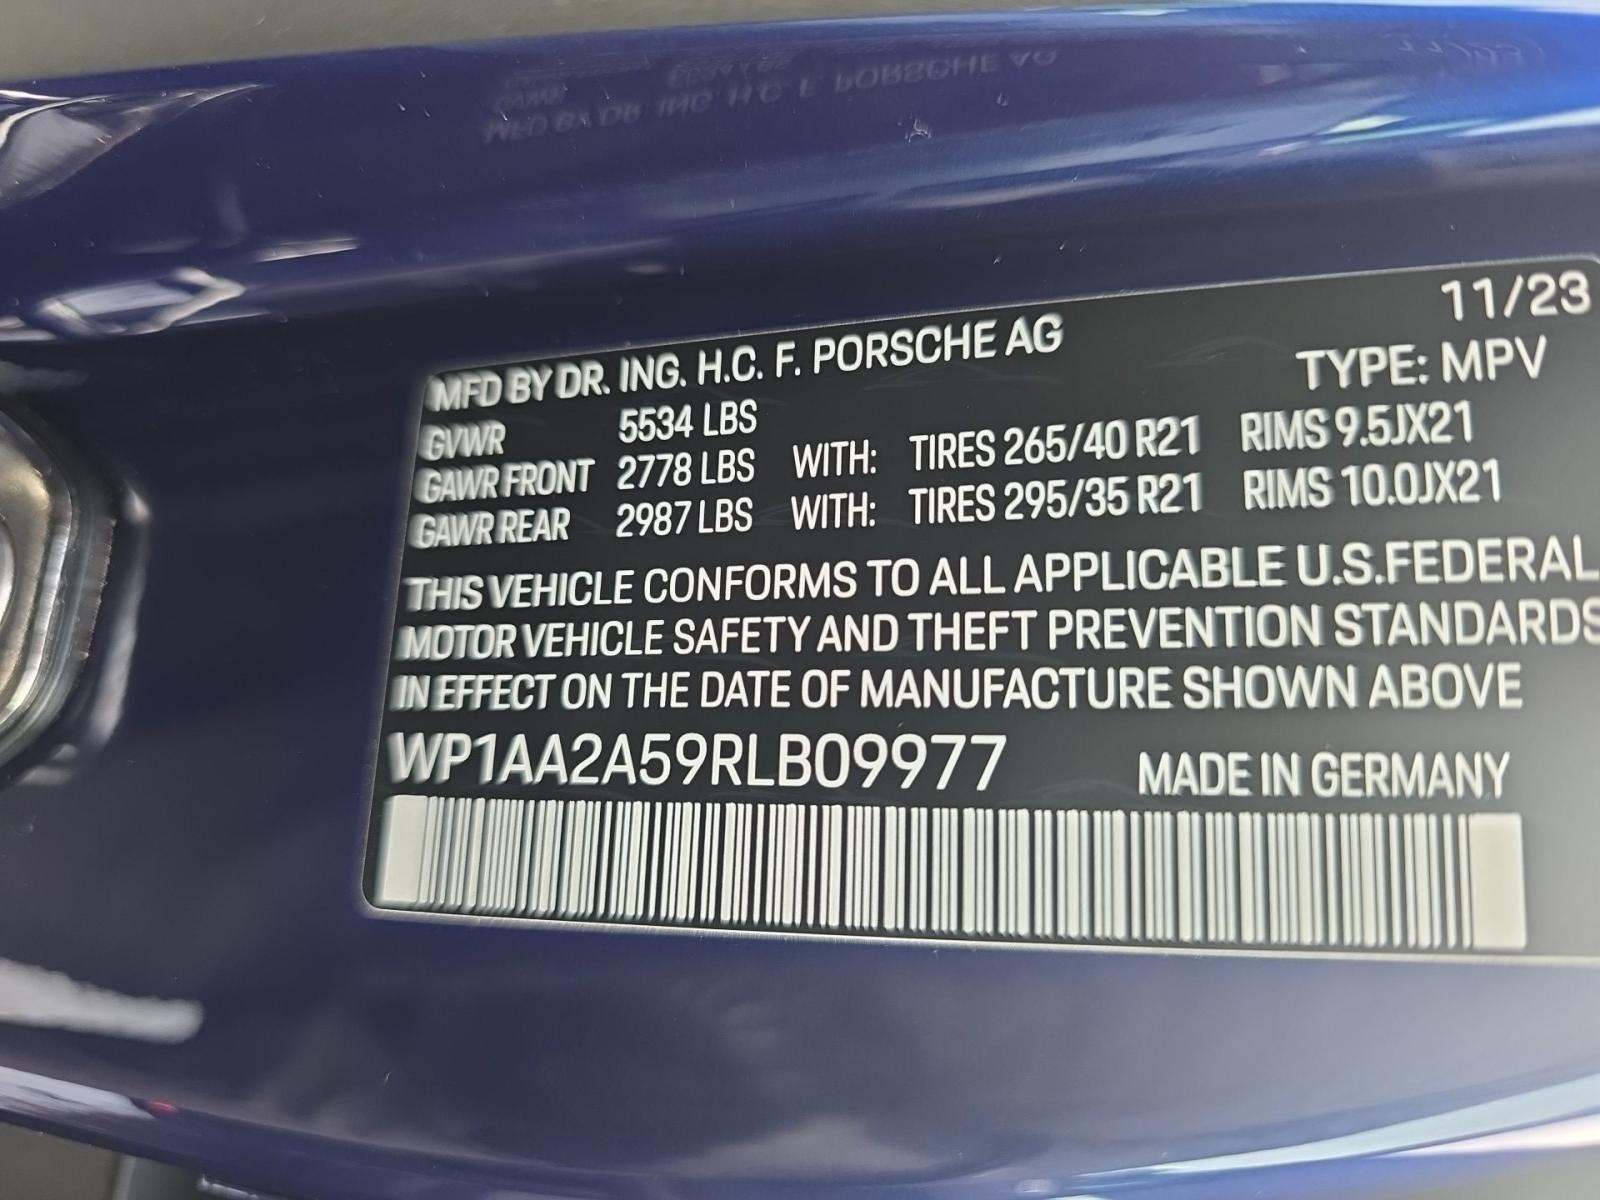 11/23
MFD BY DR. ING. H.C. F. PORSCHE AG TYPE: MPV
GVWR 5534 LBS
GAWR FRONT 2778 LBS WITH: TIRES 265/40 R21 RIMS 9.5JX21
GAWR REAR 2987 LBS WITH: TIRES 295/35 R21 RIMS 10.0JX21
THIS VEHICLE CONFORMS TO ALL APPLICABLE U.S.FEDERAL
MOTOR VEHICLE SAFETY AND THEFT PREVENTION STANDARDS
IN EFFECT ON THE DATE OF MANUFACTURE SHOWN ABOVE
WP1AA2A59RLB09977 MADE IN GERMANY